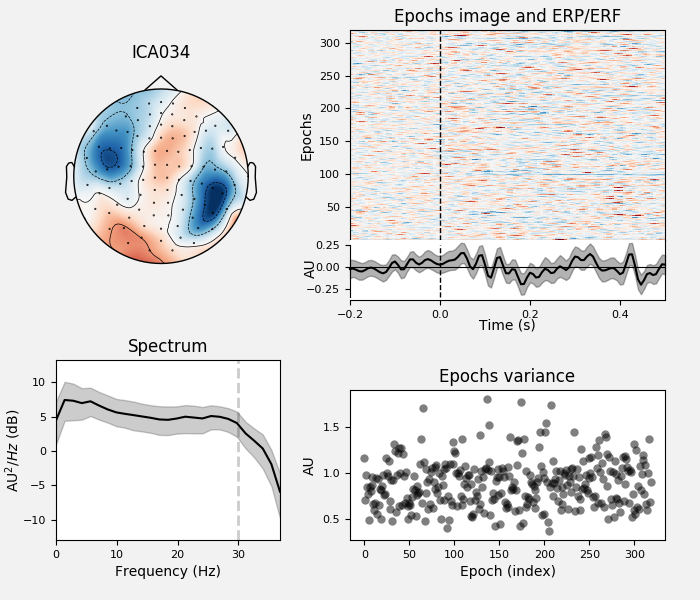 ICA034
Epochs image and ERP/ERF
Epochs
300
250
200
150
100
50
AU
0.25
0.00
−0.25
−0.2
0.0
0.2
0.4
Time (s)
Spectrum
AU²/Hz (dB)
10
5
0
−5
−10
0
10
20
30
Frequency (Hz)
Epochs variance
AU
1.5
1.0
0.5
0
50
100
150
200
250
300
Epoch (index)